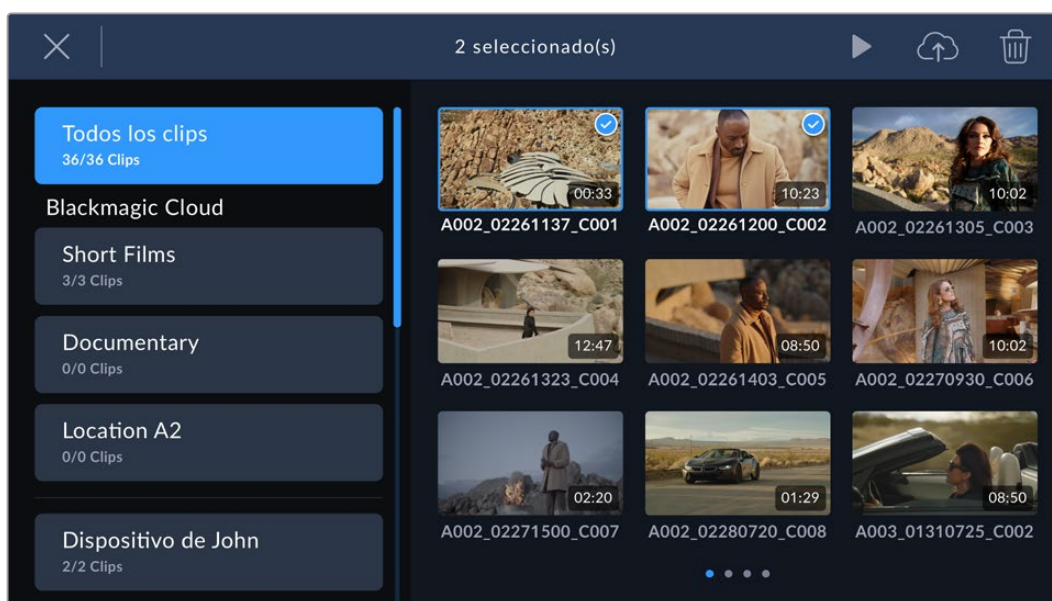 2 seleccionado(s)
Todos los clips
36/36 Clips
Blackmagic Cloud
Short Films
3/3 Clips
Documentary
0/0 Clips
Location A2
0/0 Clips
Dispositivo de John
2/2 Clips
00:33
10:23
10:02
A002_02261137_C001
A002_02261200_C002
A002_02261305_C003
12:47
08:50
10:02
A002_02261323_C004
A002_02261403_C005
A002_02270930_C006
02:20
01:29
08:50
A002_02271500_C007
A002_02280720_C008
A003_01310725_C002